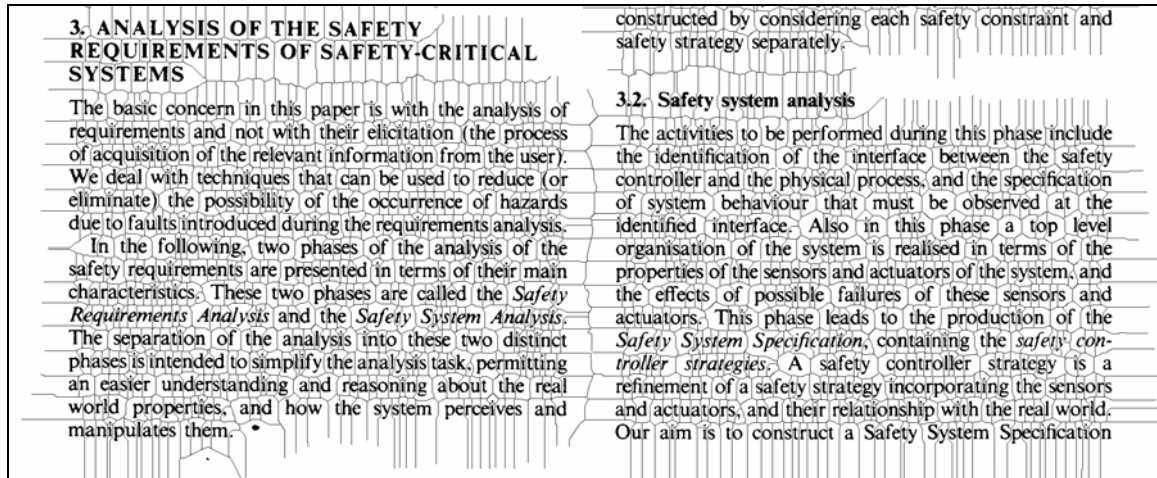 3. ANALYSIS OF THE SAFETY
REQUIREMENTS OF SAFETY-CRITICAL
SYSTEMS
The basic concern in this paper is with the analysis of
requirements and not with their elicitation (the process
of acquisition of the relevant information from the user).
We deal with techniques that can be used to reduce (or
eliminate) the possibility of the occurrence of hazards
due to faults introduced during the requirements analysis.
In the following, two phases of the analysis of the
safety requirements are presented in terms of their main
characteristics. These two phases are called the Safety
Requirements Analysis and the Safety System Analysis.
The separation of the analysis into these two distinct
phases is intended to simplify the analysis task, permitting
an easier understanding and reasoning about the real
world properties, and how the system perceives and
manipulates them.
constructed by considering each safety constraint and
safety strategy separately.
3.2. Safety system analysis
The activities to be performed during this phase include
the identification of the interface between the safety
controller and the physical process, and the specification
of system behaviour that must be observed at the
identified interface. Also in this phase a top level
organisation of the system is realised in terms of the
properties of the sensors and actuators of the system, and
the effects of possible failures of these sensors and
actuators. This phase leads to the production of the
Safety System Specification, containing the safety con-
troller strategies. A safety controller strategy is a
refinement of a safety strategy incorporating the sensors
and actuators, and their relationship with the real world.
Our aim is to construct a Safety System Specification